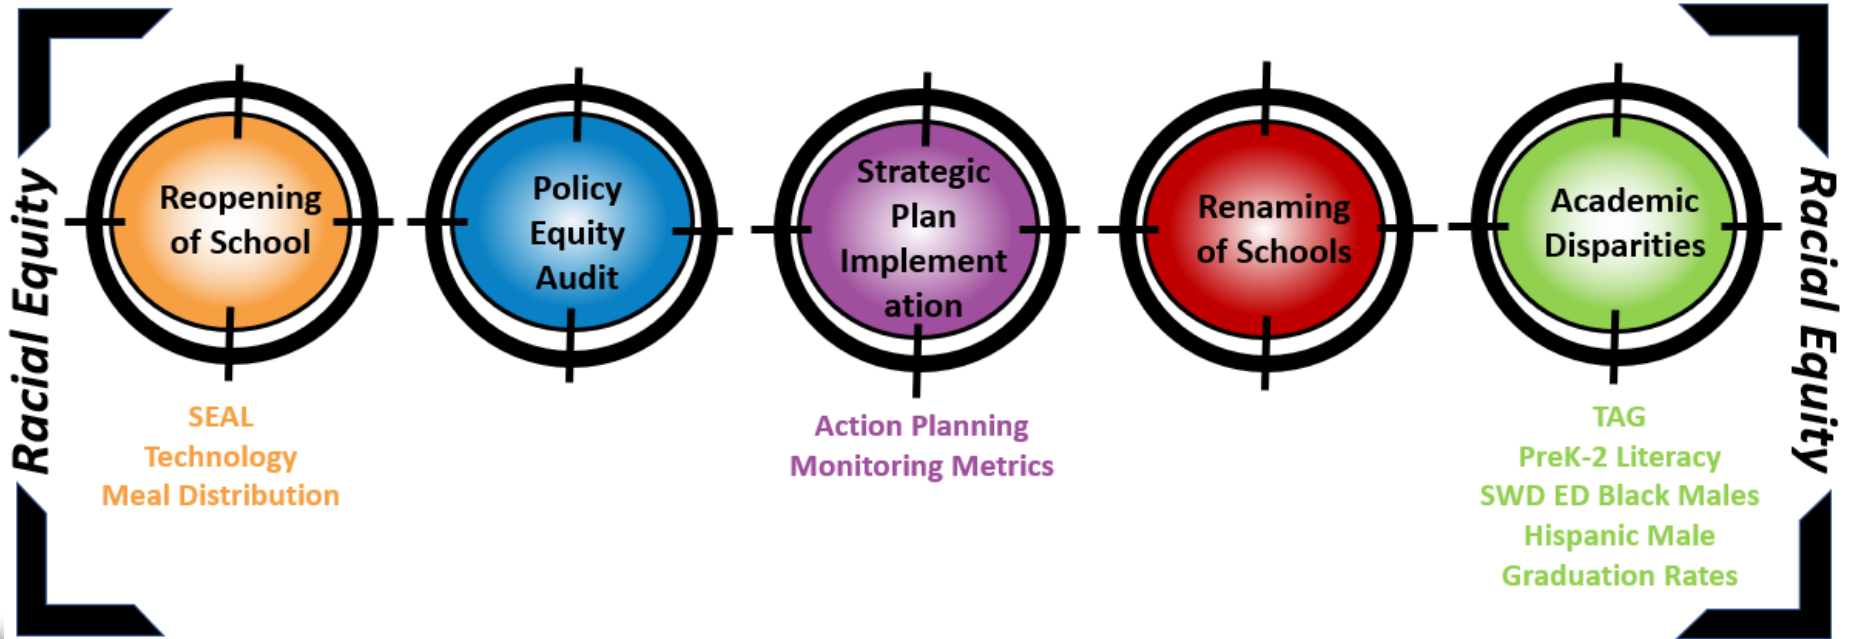 Racial Equity
Reopening
of School
SEAL
Technology
Meal Distribution
Policy
Equity
Audit
Strategic
Plan
Implement
ation
Action Planning
Monitoring Metrics
Renaming
of Schools
Academic
Disparities
TAG
PreK-2 Literacy
SWD ED Black Males
Hispanic Male
Graduation Rates
Racial Equity